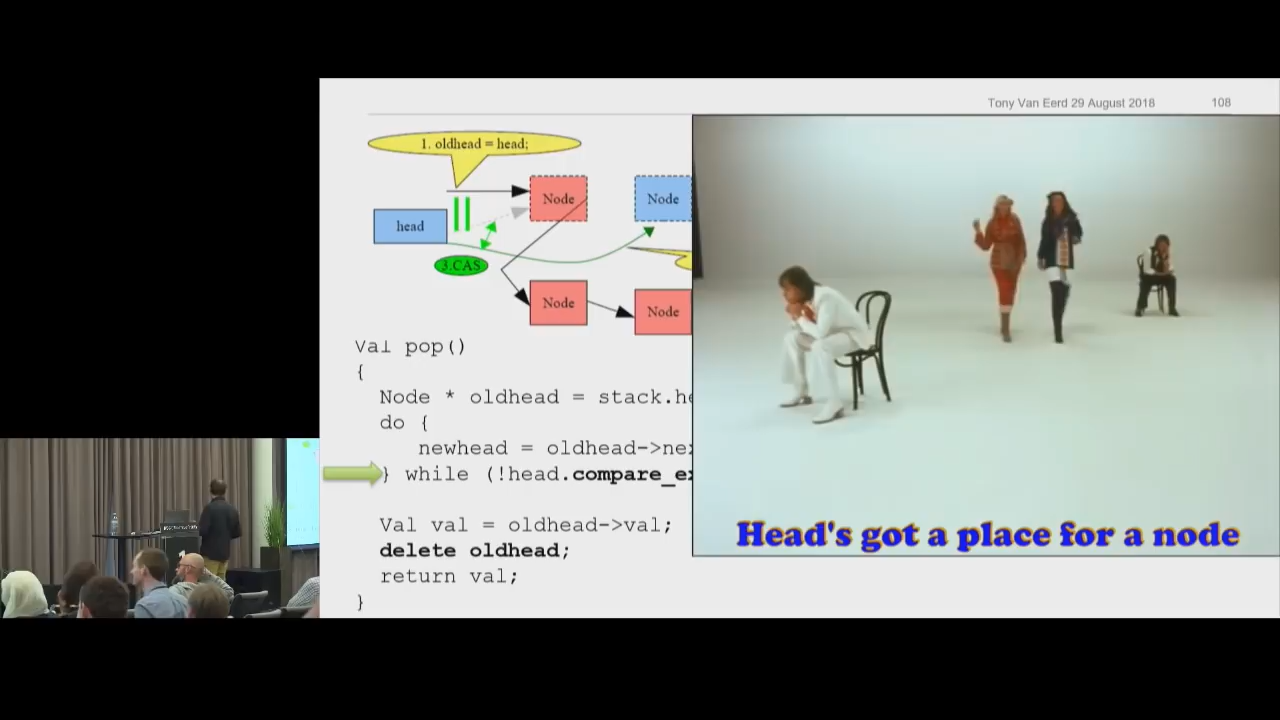 Tony Van Eerd 29 August 2018 108
1. oldhead = head;
Node
Node
head
3.CAS
Node
Node
Val pop()
{
Node * oldhead = stack.he
do {
newhead = oldhead->nex
} while (!head.compare_ex
Val val = oldhead->val;
delete oldhead;
return val;
}
Head's got a place for a node